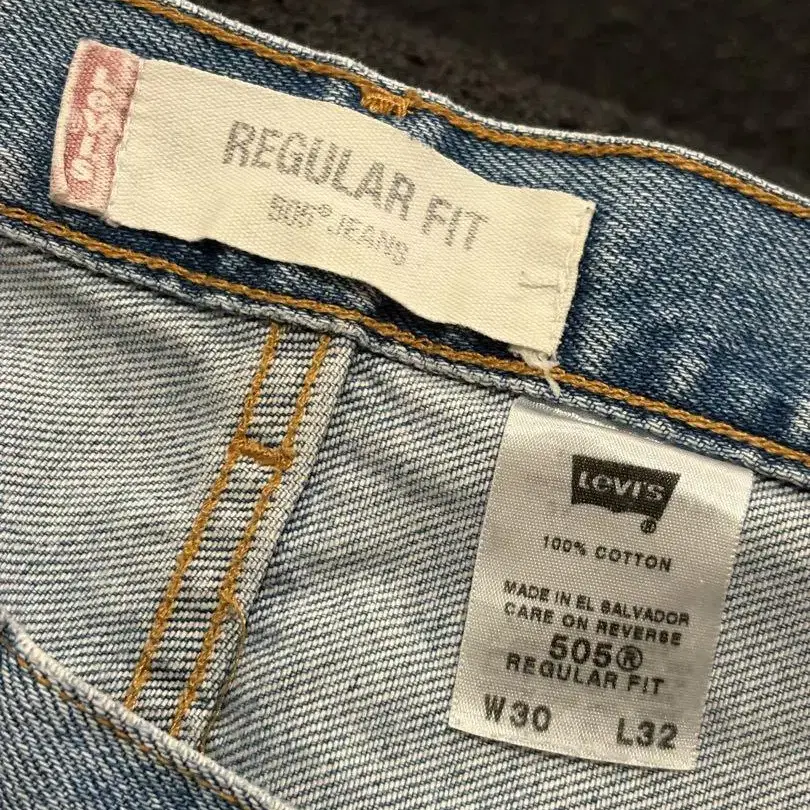 LEVI'S
REGULAR FIT
505® JEANS
LEVI'S
®
100% COTTON
MADE IN EL SALVADOR
CARE ON REVERSE
505®
REGULAR FIT
W30 L32